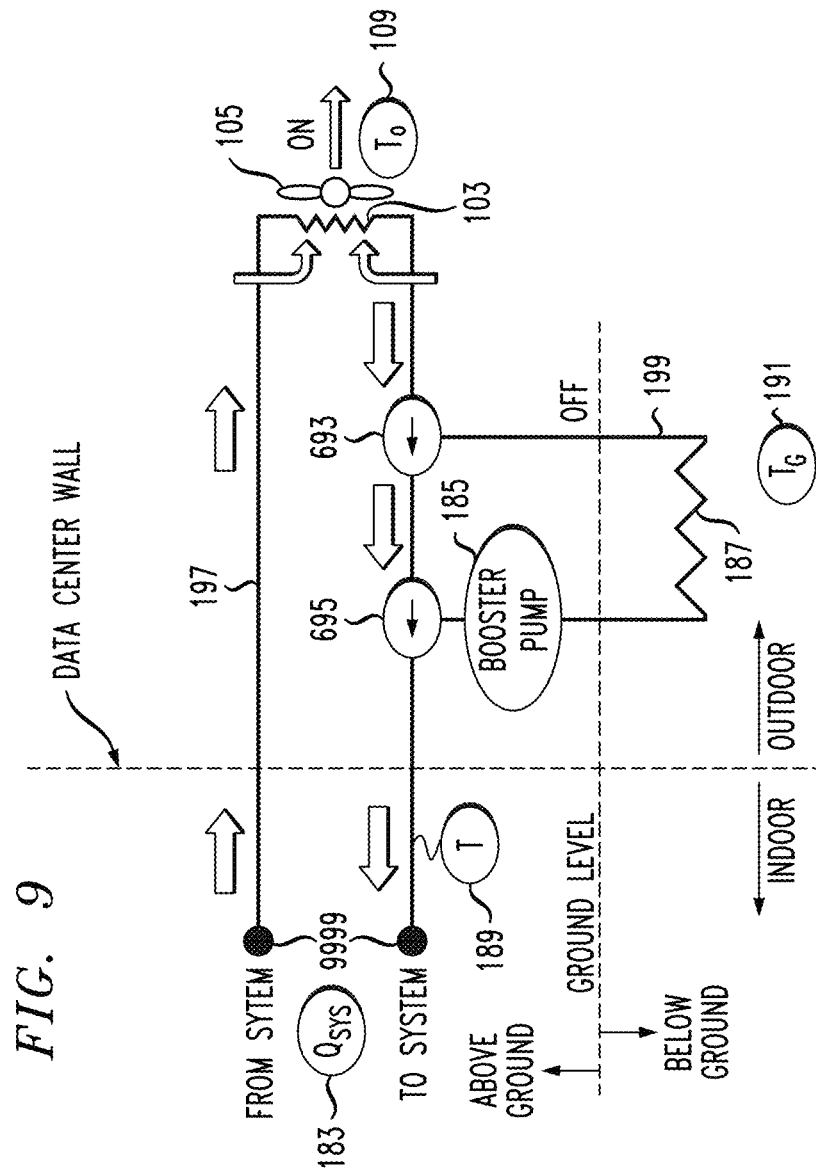 FIG. 9
DATA CENTER WALL
197
105
ON
T0
109
103
FROM SYTEM
QSYS
183
9999
TO SYSTEM
T
189
695
693
BOOSTER
PUMP
185
OFF
199
187
TG
191
ABOVE
GROUND
GROUND LEVEL
BELOW
GROUND
INDOOR
OUTDOOR